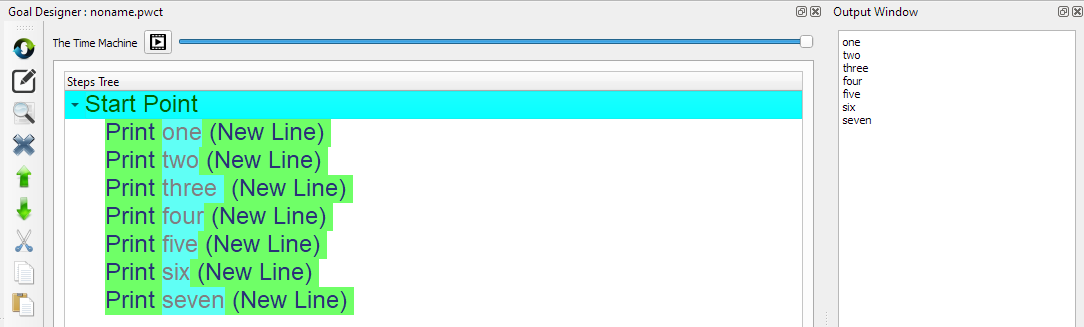 Goal Designer : noname.pwct
The Time Machine
Steps Tree
Start Point
Print one (New Line)
Print two (New Line)
Print three (New Line)
Print four (New Line)
Print five (New Line)
Print six (New Line)
Print seven (New Line)
Output Window
one
two
three
four
five
six
seven